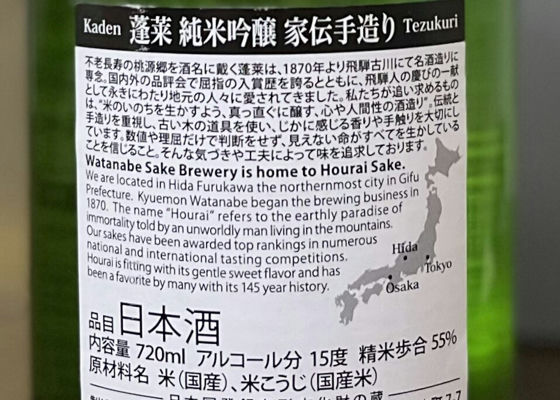 Kaden 蓬莱 純米吟醸 家伝手造り Tezukuri
不老長寿の桃源郷を酒名に戴く蓬莱は、1870年より飛騨古川にて名酒造りに
専念。国内外の品評会で屈指の入賞歴を誇るとともに、飛騨人の慶びの一献
として永きにわたり地元の人々に愛されてきました。私たちが追い求めるもの
は、"米のいのちを生かすよう、真っ直ぐに醸す、心や人間性の酒造り"。伝統と
手造りを重視し、古い木の道具を使い、じかに感じる香りや手触りを大切にし
ています。数値や理屈だけで判断をせず、見えない命がすべてを生かしている
ことを信じること。そんな気づきや工夫によって味を追求しております。
Watanabe Sake Brewery is home to Hourai Sake.
We are located in Hida Furukawa the northernmost city in Gifu
Prefecture. Kyuemon Watanabe began the brewing business in
1870. The name "Hourai" refers to the earthly paradise of
immortality told by an unworldly man living in the mountains.
Our sakes have been awarded top rankings in numerous
national and international tasting competitions.
Hourai is fitting with its gentle sweet flavor and has
been a favorite by many with its 145 year history.
Hida
Tokyo
Osaka
品目 日本酒
内容量 720ml アルコール分 15度 精米歩合 55%
原材料名 米(国産)、米こうじ(国産米)